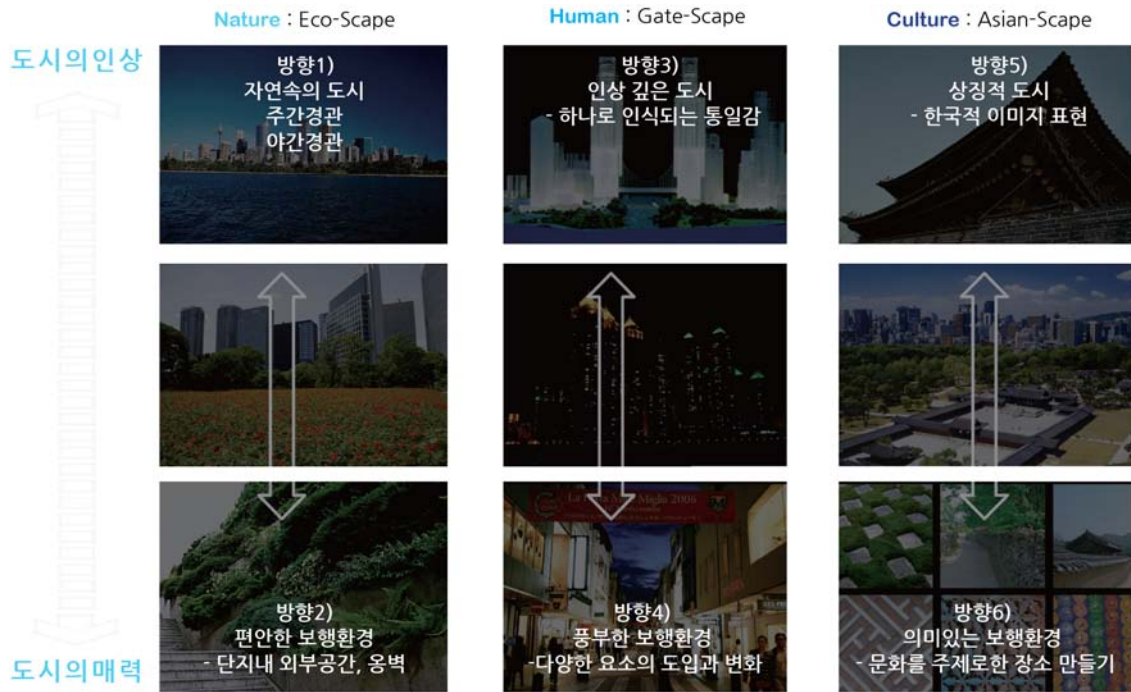 Nature : Eco-Scape
Human : Gate-Scape
Culture : Asian-Scape
도시의인상
방향1)
자연속의 도시
주간경관
야간경관
방향3)
인상 깊은 도시
- 하나로 인식되는 통일감
방향5)
상징적 도시
- 한국적 이미지 표현
La
Miglia 2006
방향2)
편안한 보행환경
- 단지내 외부공간, 옹벽
방향4)
풍부한 보행환경
-다양한 요소의 도입과 변화
방향6)
의미있는 보행환경
- 문화를 주제로한 장소 만들기
도시의매력